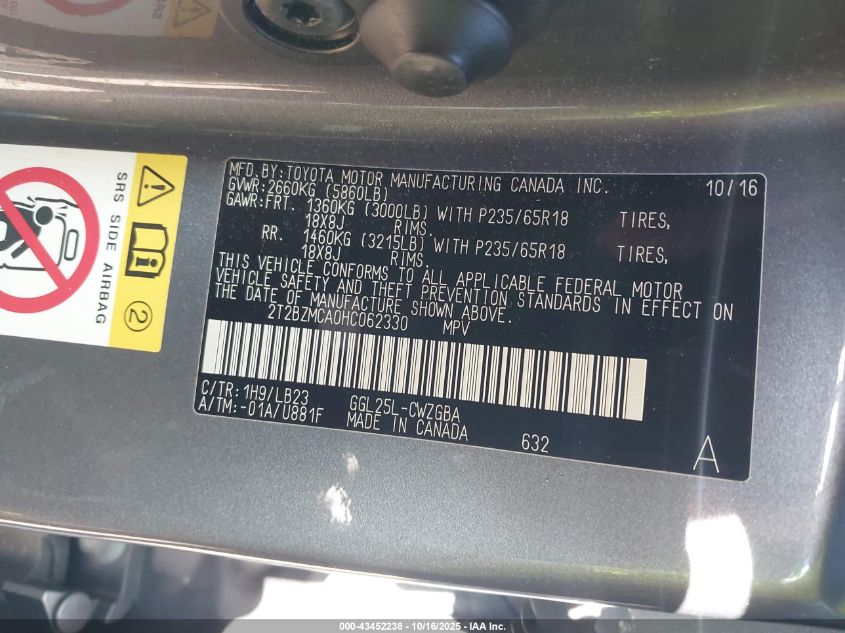 SRS SIDE AIRBAG
2
MFD.BY:TOYOTA MOTOR MANUFACTURING CANADA INC. 10/16
GVWR:2660KG (5860LB)
GAWR:FRT. 1360KG (3000LB) WITH P235/65R18 TIRES,
18X8J RIMS.
RR. 1460KG (3215LB) WITH P235/65R18 TIRES,
18X8J RIMS.
THIS VEHICLE CONFORMS TO ALL APPLICABLE FEDERAL MOTOR
VEHICLE SAFETY AND THEFT PREVENTION STANDARDS IN EFFECT ON
THE DATE OF MANUFACTURE SHOWN ABOVE.
2T2BZMCA0HC062330 MPV
C/TR:1H9/LB23 GGL25L-CWZGBA
A/TM:-01A/U881F MADE IN CANADA 632
A
000-43452238 - 10/16/2025 - IAA Inc.